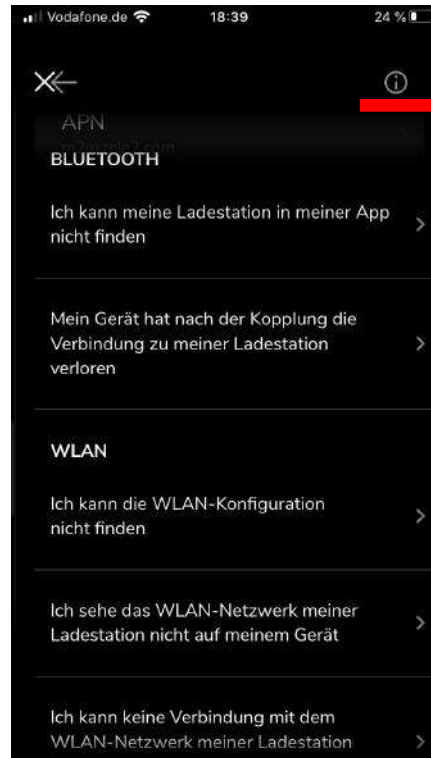 Vodafone.de 18:39 24 %
APN
m2m.tele2.com
BLUETOOTH
Ich kann meine Ladestation in meiner App
nicht finden
Mein Gerät hat nach der Kopplung die
Verbindung zu meiner Ladestation
verloren
WLAN
Ich kann die WLAN-Konfiguration
nicht finden
Ich sehe das WLAN-Netzwerk meiner
Ladestation nicht auf meinem Gerät
Ich kann keine Verbindung mit dem
WLAN-Netzwerk meiner Ladestation